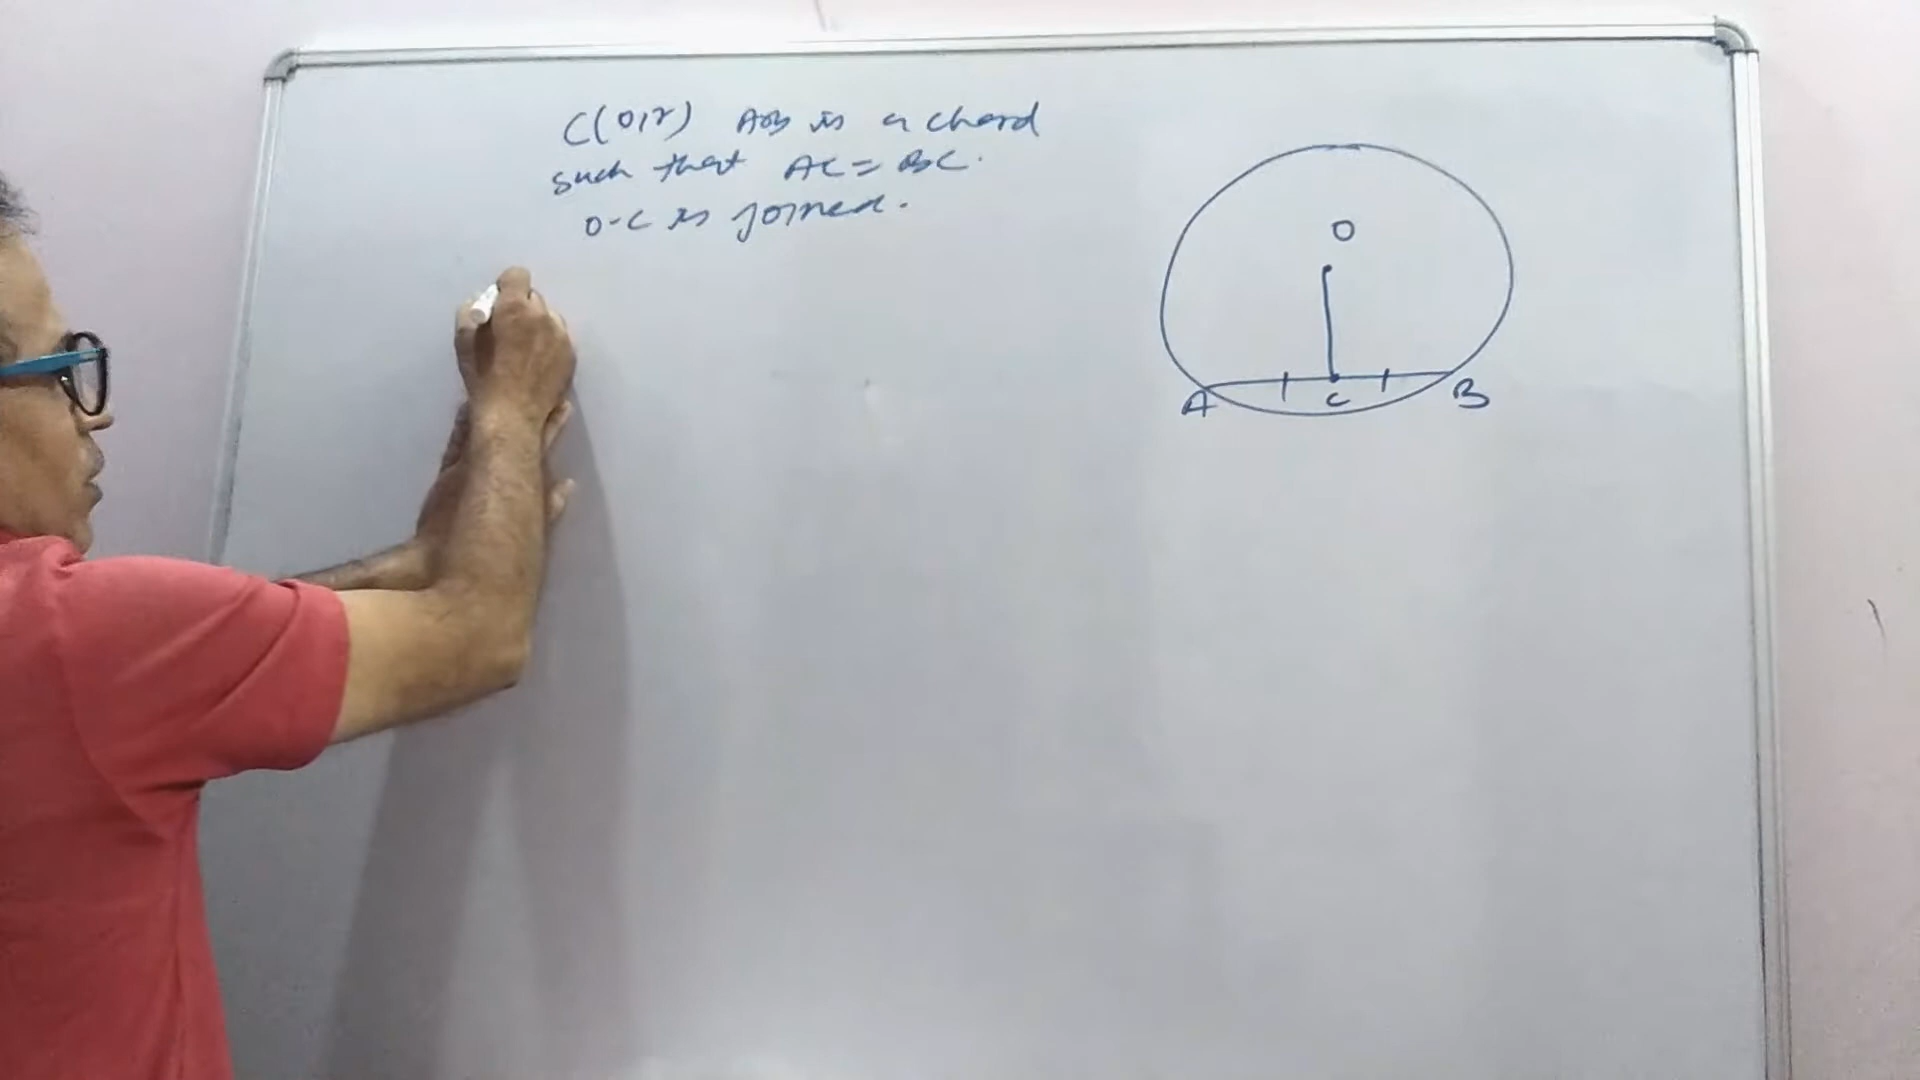 C(O,r) AB is a chord
such that AC = BC.
O-C is joined.
O
A
C
B